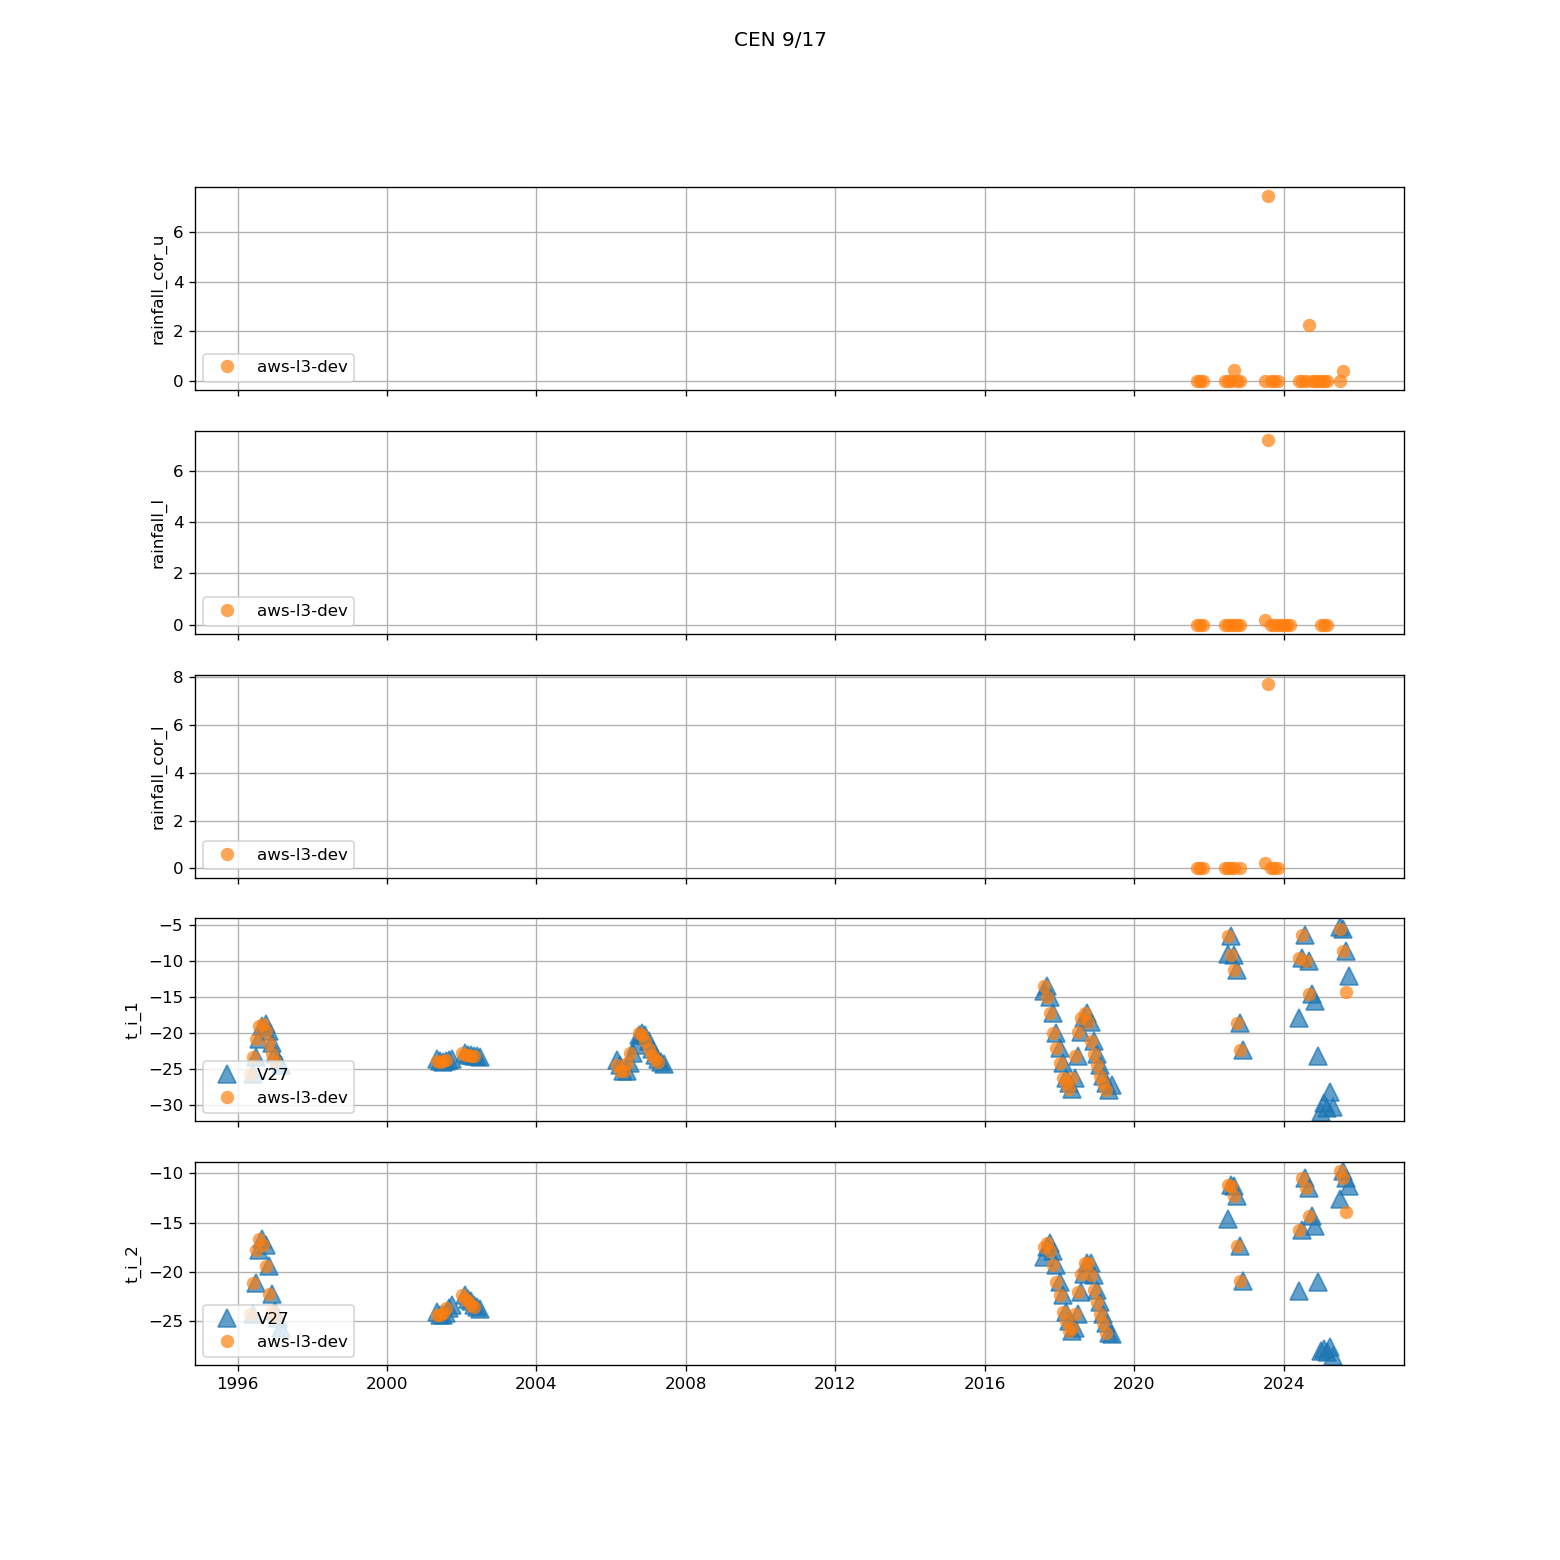 CEN 9/17
rainfall_cor_u
6
4
2
0
aws-l3-dev
rainfall_l
6
4
2
0
aws-l3-dev
rainfall_cor_l
8
6
4
2
0
aws-l3-dev
t_i_1
−5
−10
−15
−20
−25
−30
V27
aws-l3-dev
t_i_2
−10
−15
−20
−25
V27
aws-l3-dev
1996 2000 2004 2008 2012 2016 2020 2024